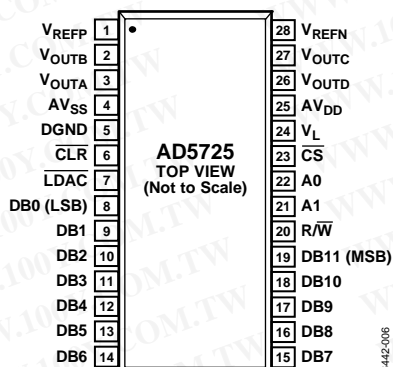 VREFP 1
VOUTB 2
VOUTA 3
AVSS 4
DGND 5
CLR 6
LDAC 7
DB0 (LSB) 8
DB1 9
DB2 10
DB3 11
DB4 12
DB5 13
DB6 14
AD5725
TOP VIEW
(Not to Scale)
28 VREFN
27 VOUTC
26 VOUTD
25 AVDD
24 VL
23 CS
22 A0
21 A1
20 R/W
19 DB11 (MSB)
18 DB10
17 DB9
16 DB8
15 DB7
442-006